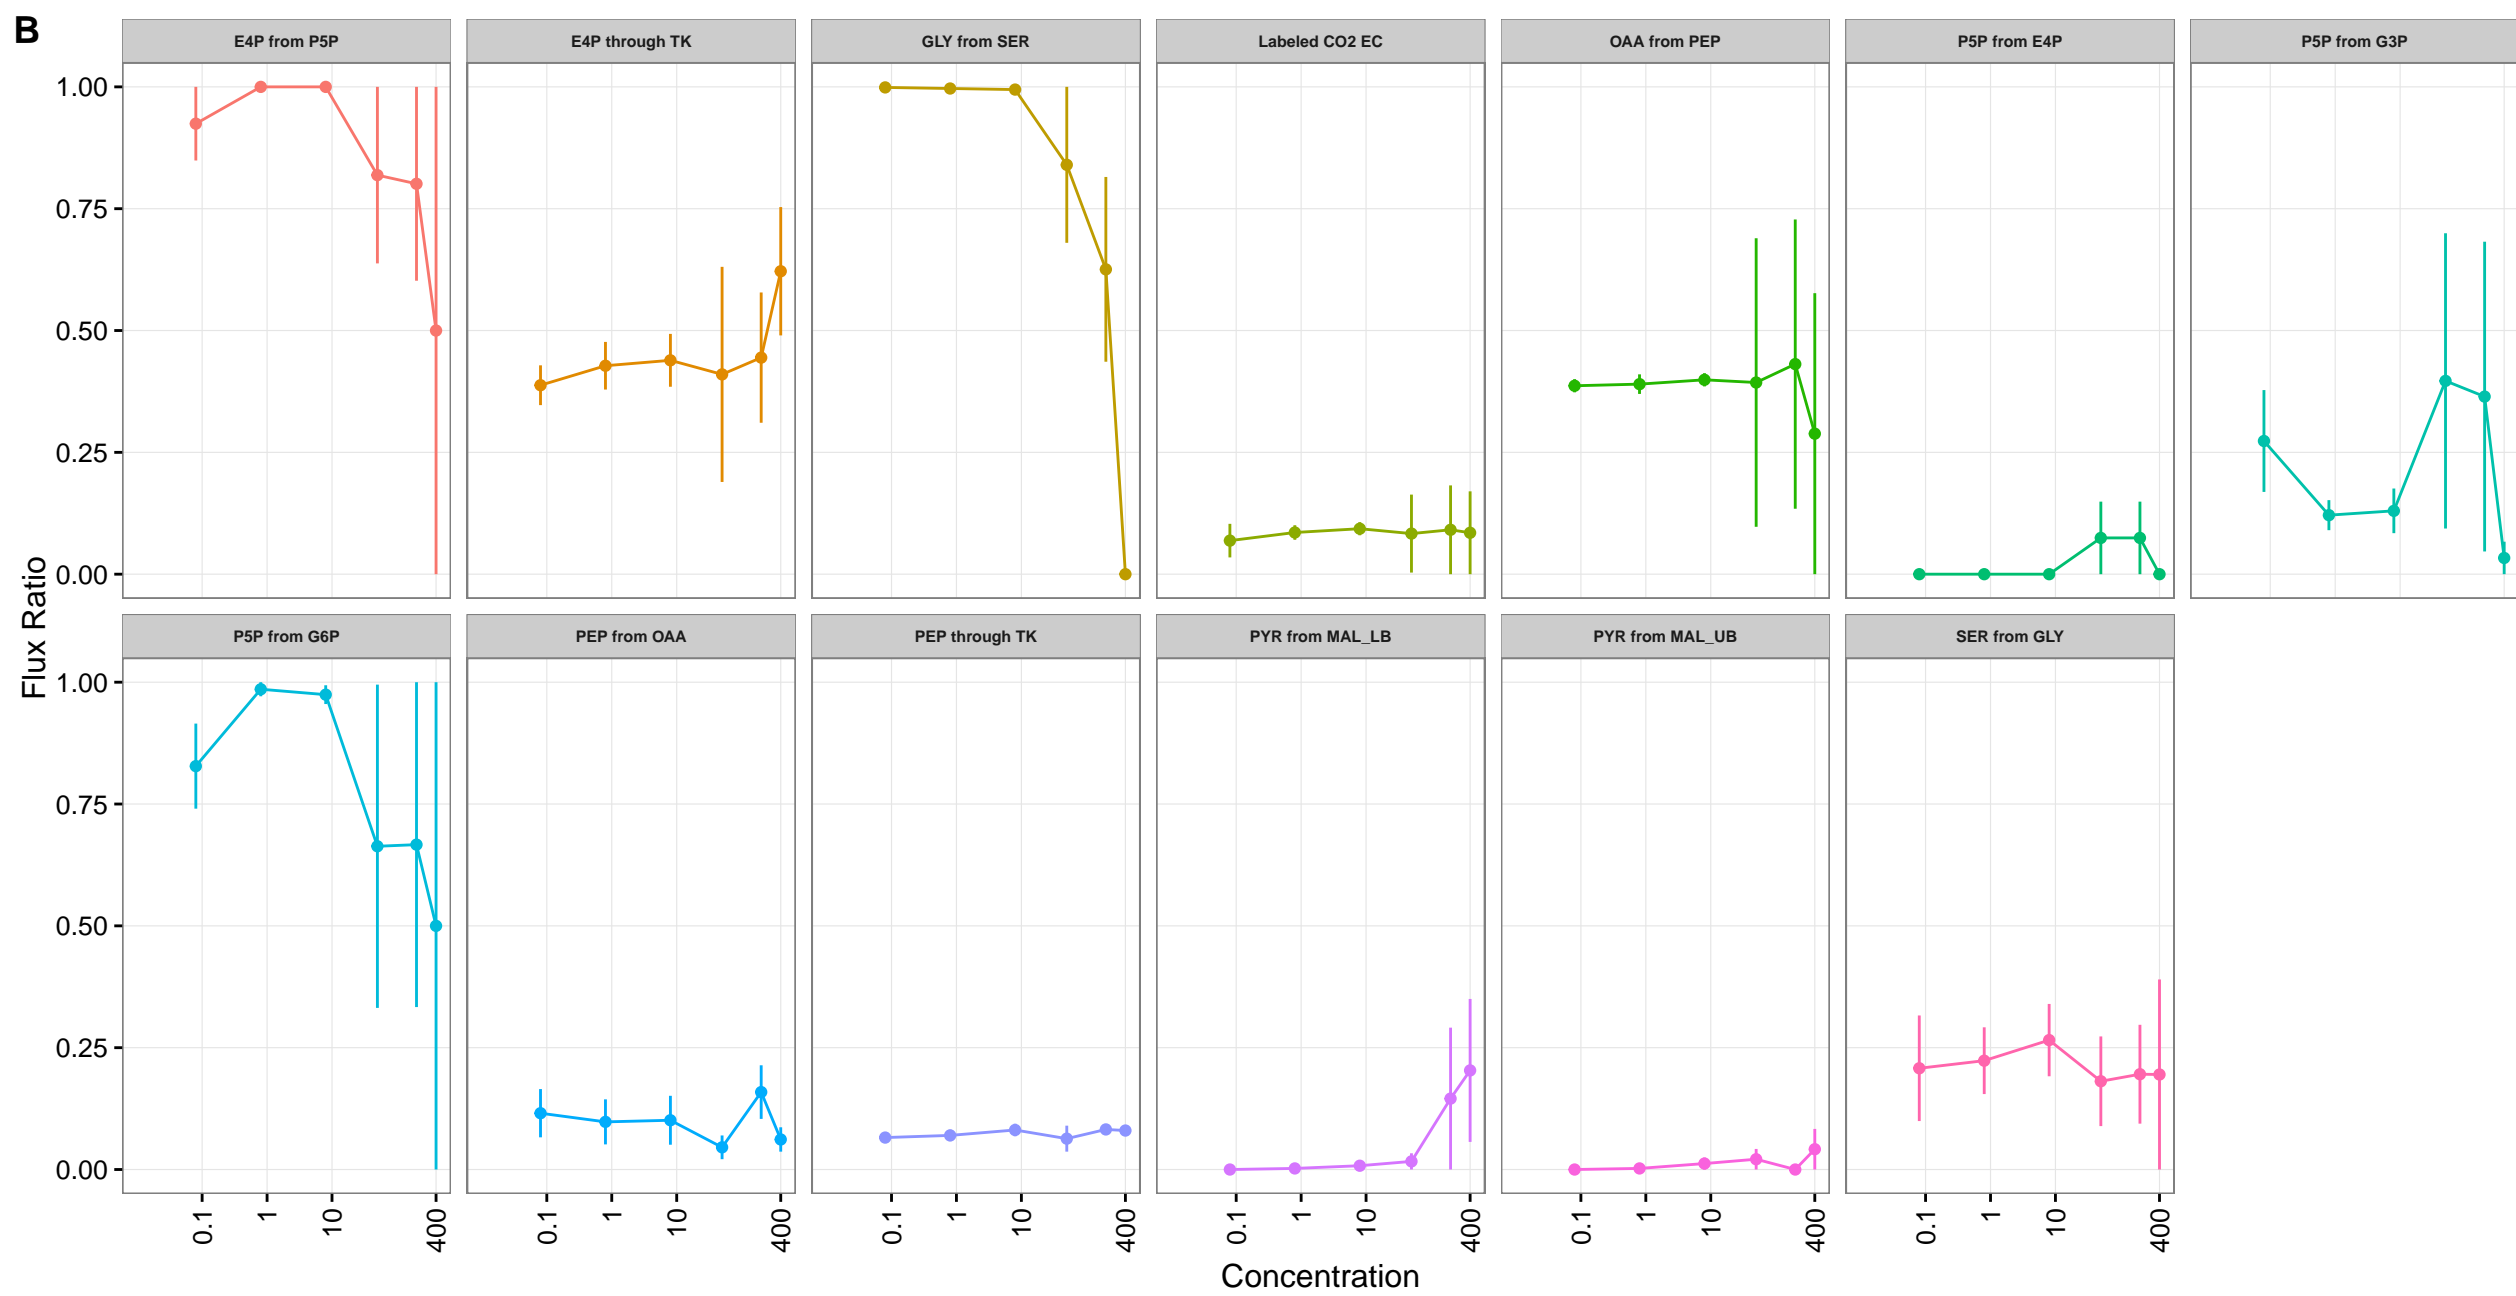 B
E4P from P5P
E4P through TK
GLY from SER
Labeled CO2 EC
OAA from PEP
P5P from E4P
P5P from G3P
1.00
0.75
0.50
0.25
0.00
Flux Ratio
P5P from G6P
PEP from OAA
PEP through TK
PYR from MAL_LB
PYR from MAL_UB
SER from GLY
1.00
0.75
0.50
0.25
0.00
0.1 1 10 400
0.1 1 10 400
0.1 1 10 400
0.1 1 10 400
0.1 1 10 400
0.1 1 10 400
Concentration